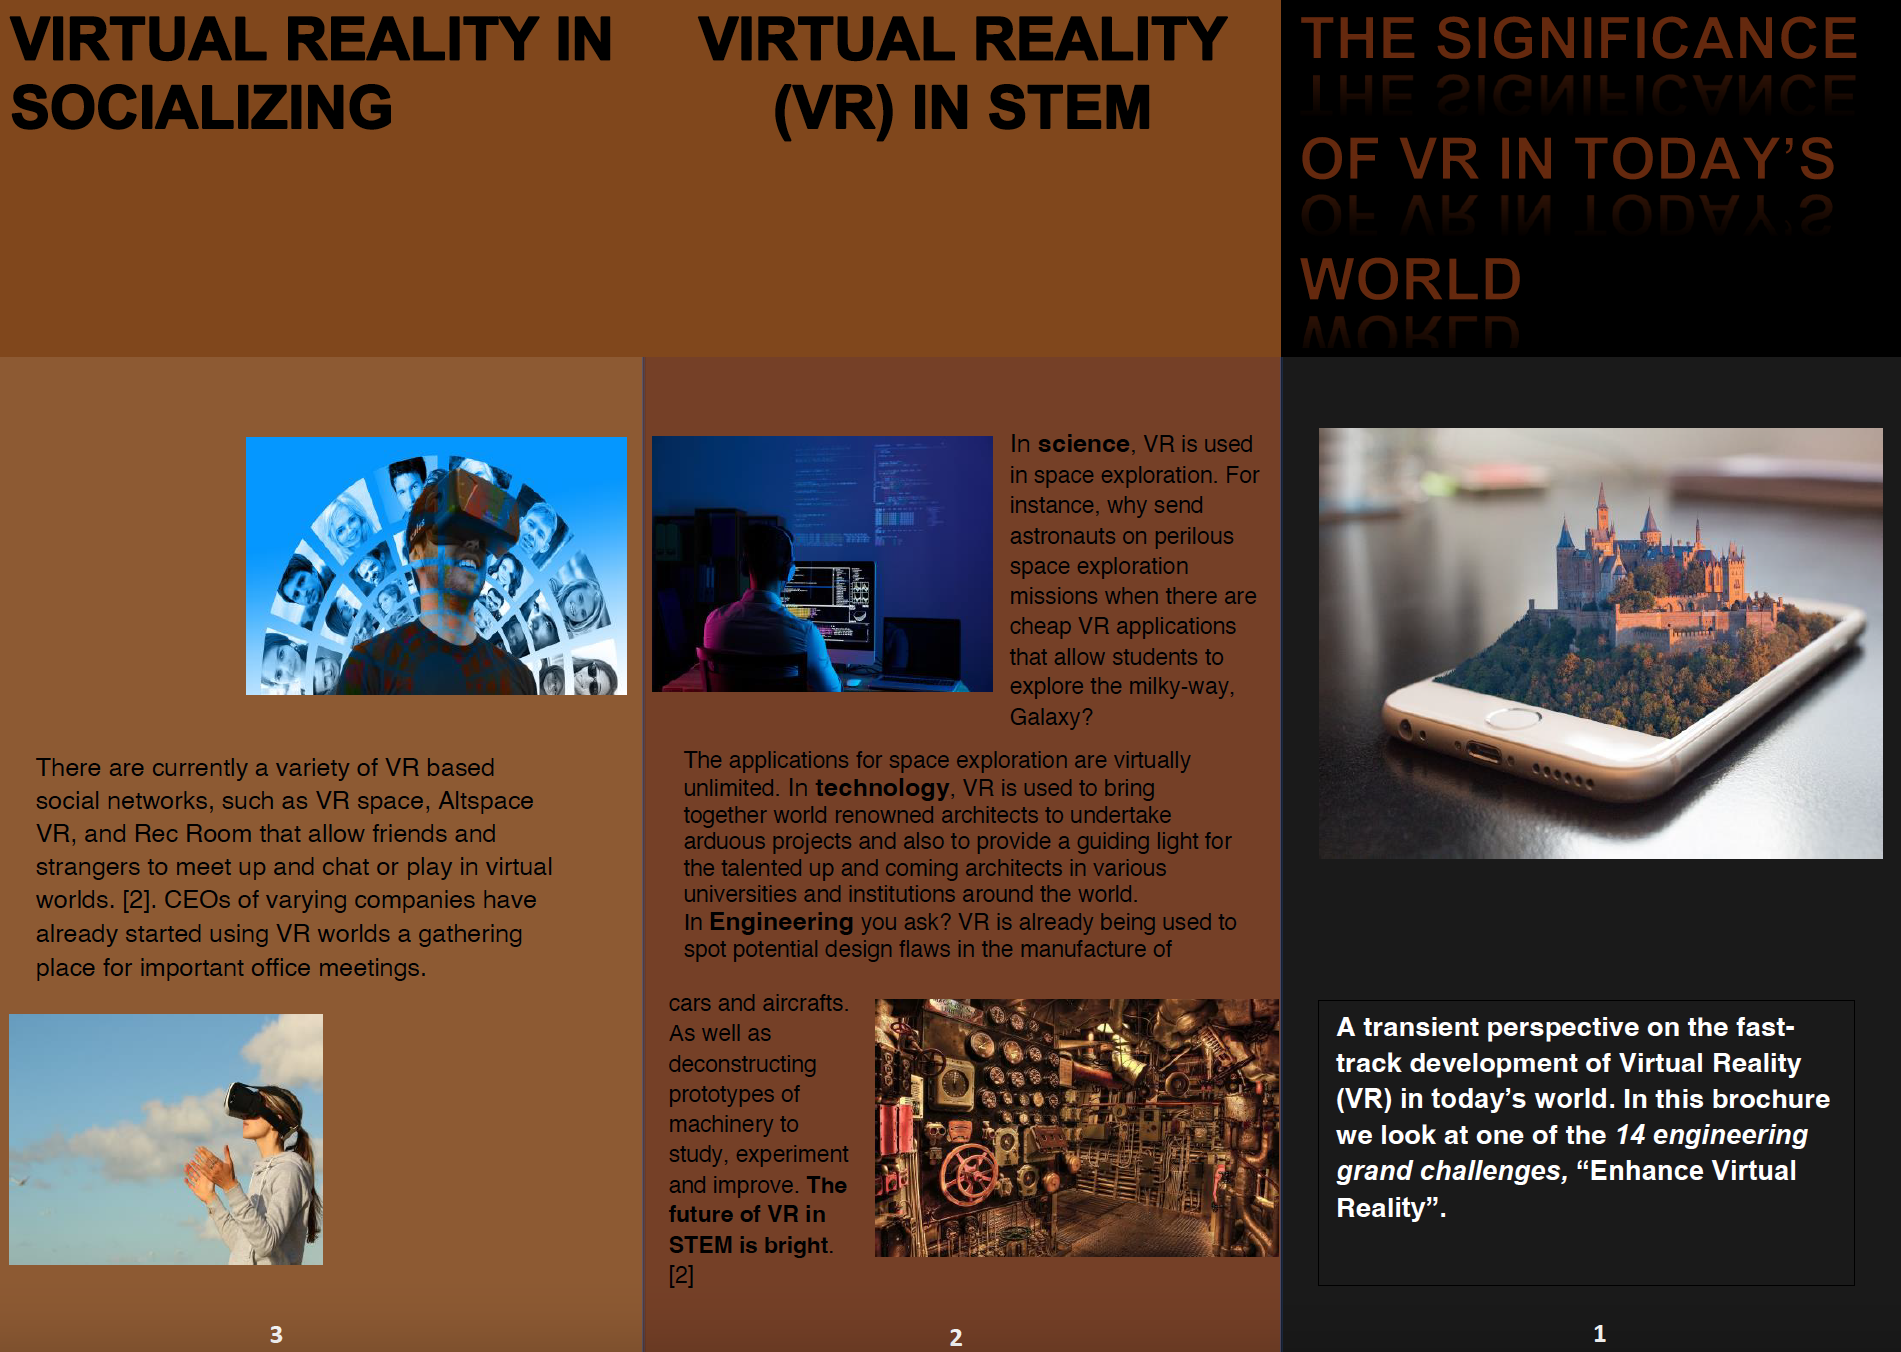 VIRTUAL REALITY IN
SOCIALIZING
There are currently a variety of VR based
social networks, such as VR space, Altspace
VR, and Rec Room that allow friends and
strangers to meet up and chat or play in virtual
worlds. [2]. CEOs of varying companies have
already started using VR worlds a gathering
place for important office meetings.
3
VIRTUAL REALITY
(VR) IN STEM
In science, VR is used
in space exploration. For
instance, why send
astronauts on perilous
space exploration
missions when there are
cheap VR applications
that allow students to
explore the milky-way,
Galaxy?
The applications for space exploration are virtually
unlimited. In technology, VR is used to bring
together world renowned architects to undertake
arduous projects and also to provide a guiding light for
the talented up and coming architects in various
universities and institutions around the world.
In Engineering you ask? VR is already being used to
spot potential design flaws in the manufacture of
cars and aircrafts.
As well as
deconstructing
prototypes of
machinery to
study, experiment
and improve. The
future of VR in
STEM is bright.
[2]
2
THE SIGNIFICANCE
OF VR IN TODAY’S
WORLD
A transient perspective on the fast-
track development of Virtual Reality
(VR) in today’s world. In this brochure
we look at one of the 14 engineering
grand challenges, “Enhance Virtual
Reality”.
1